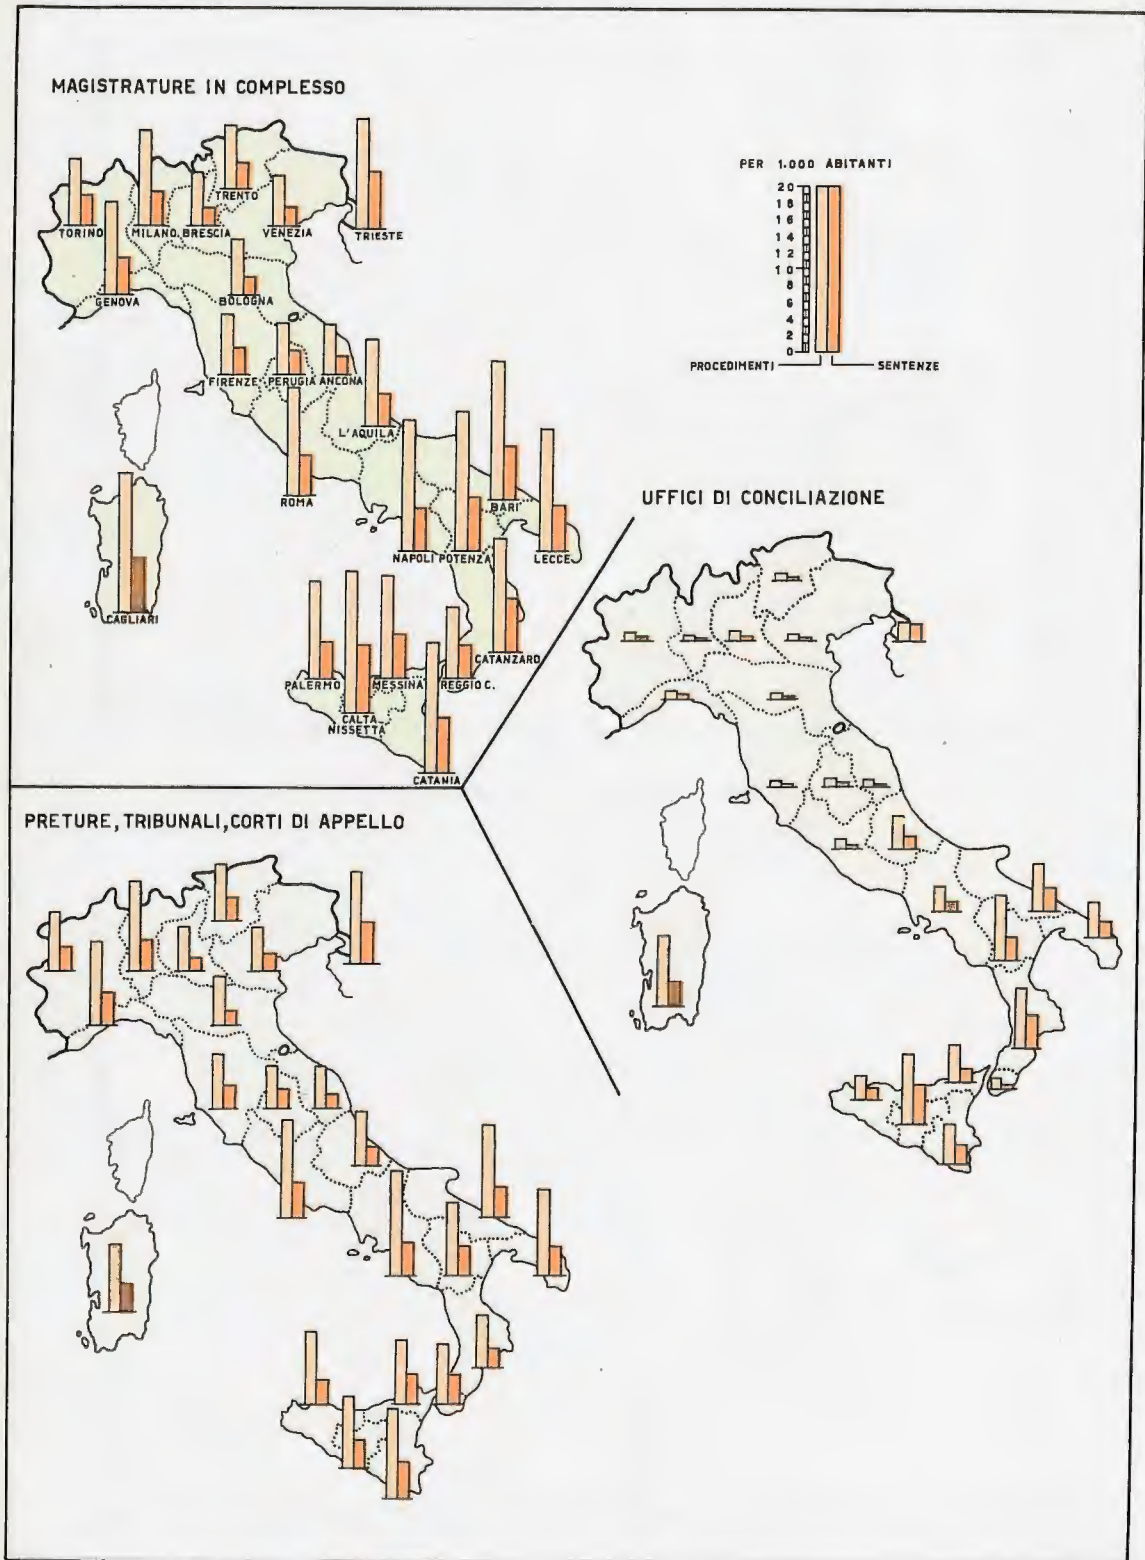 MAGISTRATURE IN COMPLESSO
TRENTO
TORINO
MILANO
BRESCIA
VENEZIA
TRIESTE
GENOVA
BOLOGNA
FIRENZE
PERUGIA
ANCONA
L'AQUILA
ROMA
BARI
NAPOLI
POTENZA
LECCE
CAGLIARI
CATANZARO
PALERMO
MESSINA
REGGIO C.
CALTA
NISSETTA
CATANIA
PER 1.000 ABITANTI
20
18
16
14
12
10
8
6
4
2
0
PROCEDIMENTI
SENTENZE
UFFICI DI CONCILIAZIONE
PRETURE, TRIBUNALI, CORTI DI APPELLO